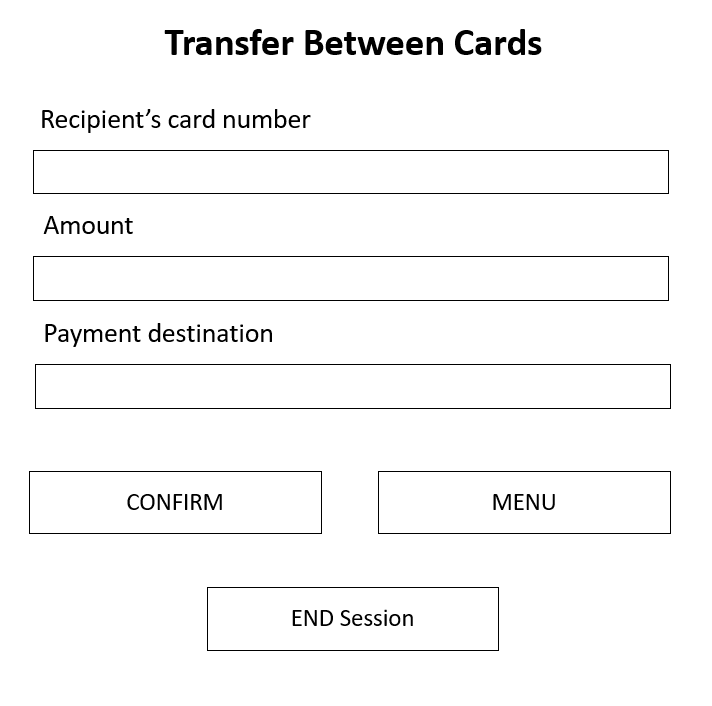 Transfer Between Cards
Recipient’s card number
Amount
Payment destination
CONFIRM
MENU
END Session